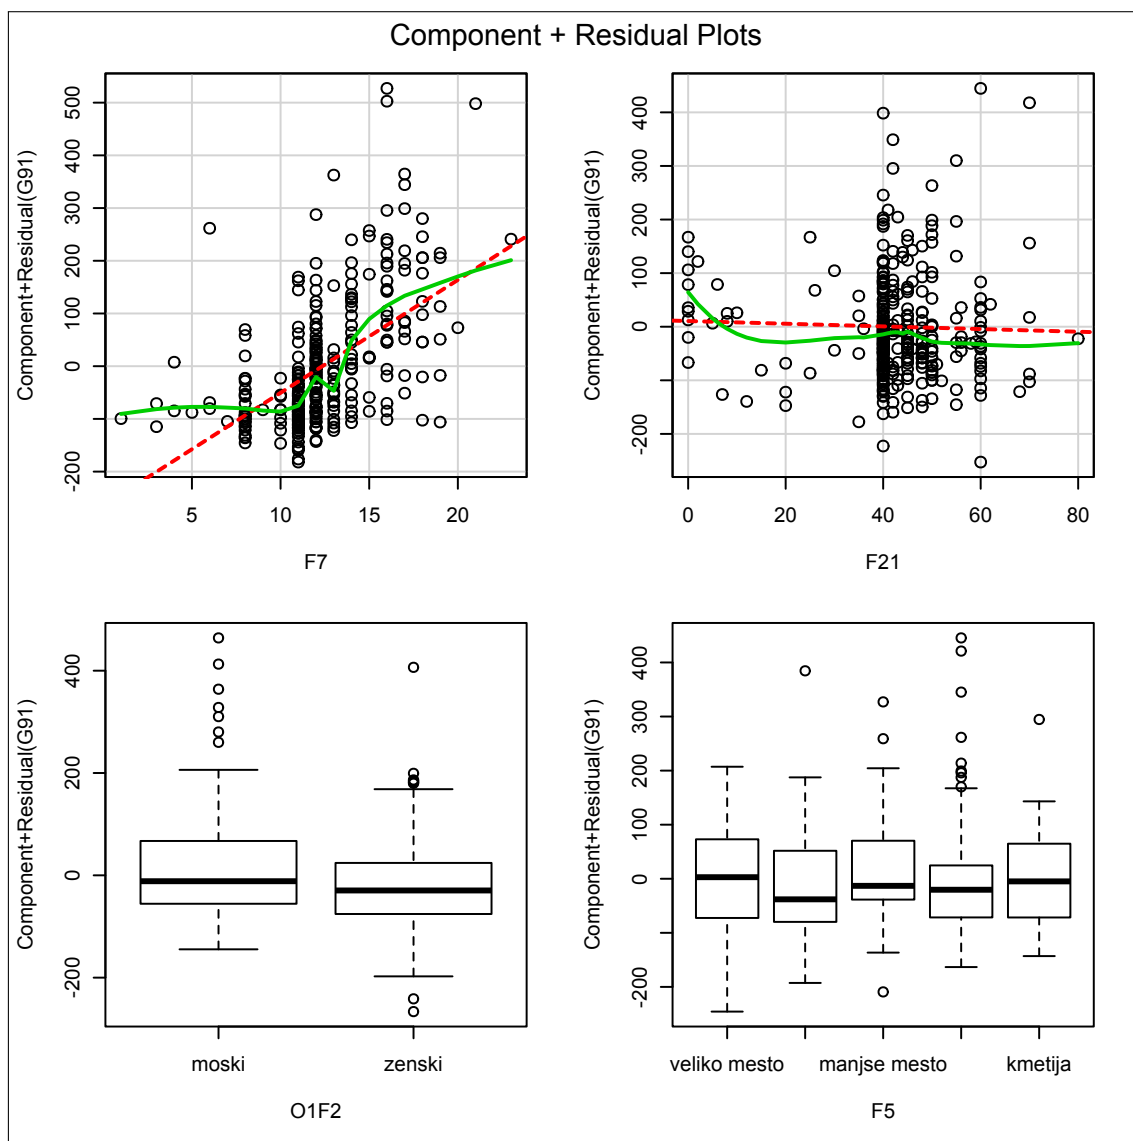 Component + Residual Plots
Component+Residual(G91)
-200
0
100
200
300
400
500
5
10
15
20
F7
Component+Residual(G91)
-200
0
100
200
300
400
0
20
40
60
80
F21
Component+Residual(G91)
-200
0
200
400
moski
zenski
O1F2
Component+Residual(G91)
-200
0
100
200
300
400
veliko mesto
manjse mesto
kmetija
F5